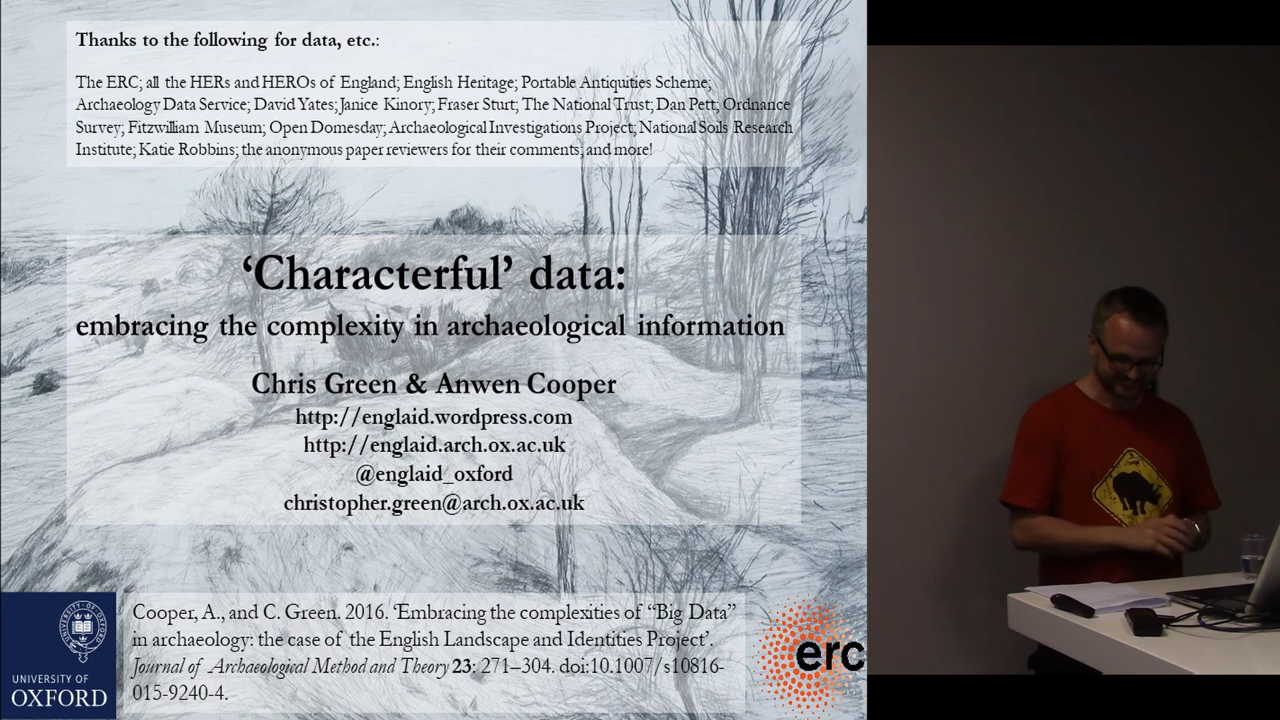 Thanks to the following for data, etc.:
The ERC; all the HERs and HEROs of England; English Heritage; Portable Antiquities Scheme;
Archaeology Data Service; David Yates; Janice Kinory; Fraser Sturt; The National Trust; Dan Pett; Ordnance
Survey; Fitzwilliam Museum; Open Domesday; Archaeological Investigations Project; National Soils Research
Institute; Katie Robbins; the anonymous paper reviewers for their comments; and more!
‘Characterful’ data:
embracing the complexity in archaeological information
Chris Green & Anwen Cooper
http://englaid.wordpress.com
http://englaid.arch.ox.ac.uk
@englaid_oxford
christopher.green@arch.ox.ac.uk
UNIVERSITY OF
OXFORD
Cooper, A., and C. Green. 2016. ‘Embracing the complexities of “Big Data”
in archaeology: the case of the English Landscape and Identities Project’.
Journal of Archaeological Method and Theory 23: 271–304. doi:10.1007/s10816-
015-9240-4.
erc